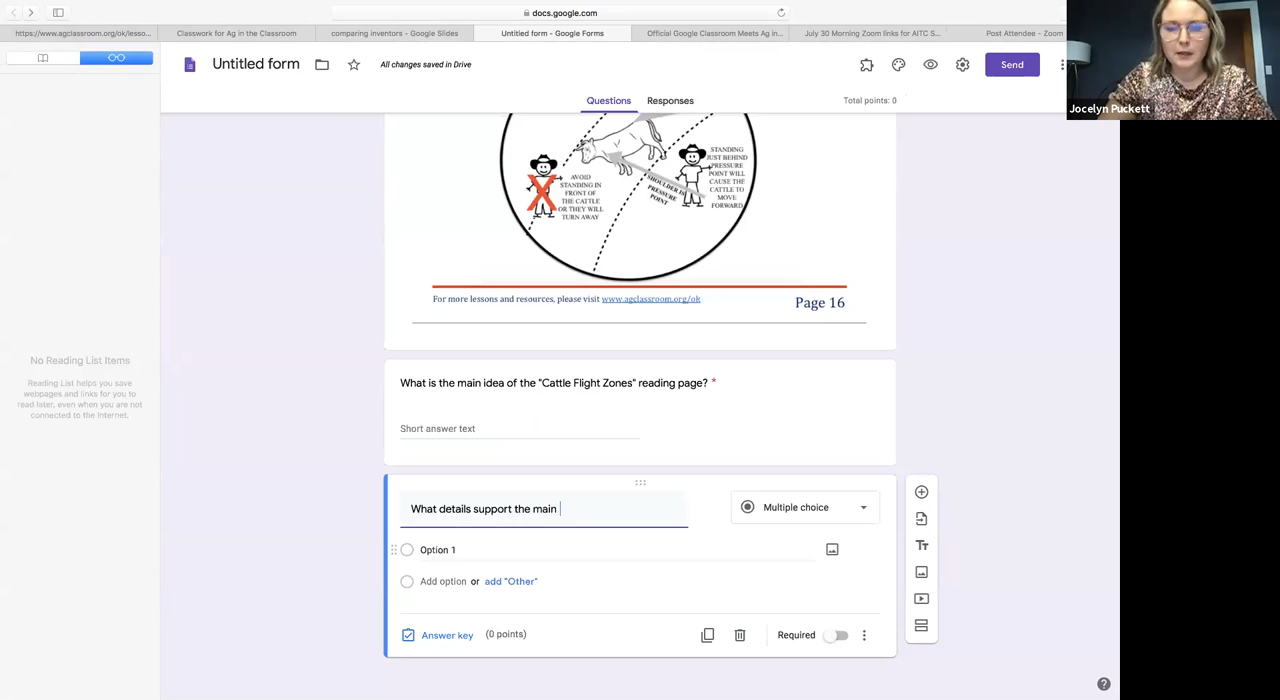 docs.google.com
https://www.agclassroom.org/ok/lesso...
Classwork for Ag in the Classroom
comparing inventors - Google Slides
Untitled form - Google Forms
Official Google Classroom Meets Ag in...
July 30 Morning Zoom links for AITC S...
Post Attendee - Zoom
Untitled form
All changes saved in Drive
Send
Jocelyn Puckett
Questions
Responses
Total points: 0
AVOID
STANDING IN
FRONT OF
THE CATTLE
OR THEY WILL
TURN AWAY
SHOULDER IS
PRESSURE
POINT
STANDING
JUST BEHIND
PRESSURE
POINT WILL
CAUSE THE
CATTLE TO
MOVE
FORWARD
For more lessons and resources, please visit www.agclassroom.org/ok
Page 16
No Reading List Items
Reading List helps you save
webpages and links for you to
read later, even when you are not
connected to the Internet.
What is the main idea of the "Cattle Flight Zones" reading page? *
Short answer text
What details support the main
Multiple choice
Option 1
Add option or add "Other"
Answer key
(0 points)
Required